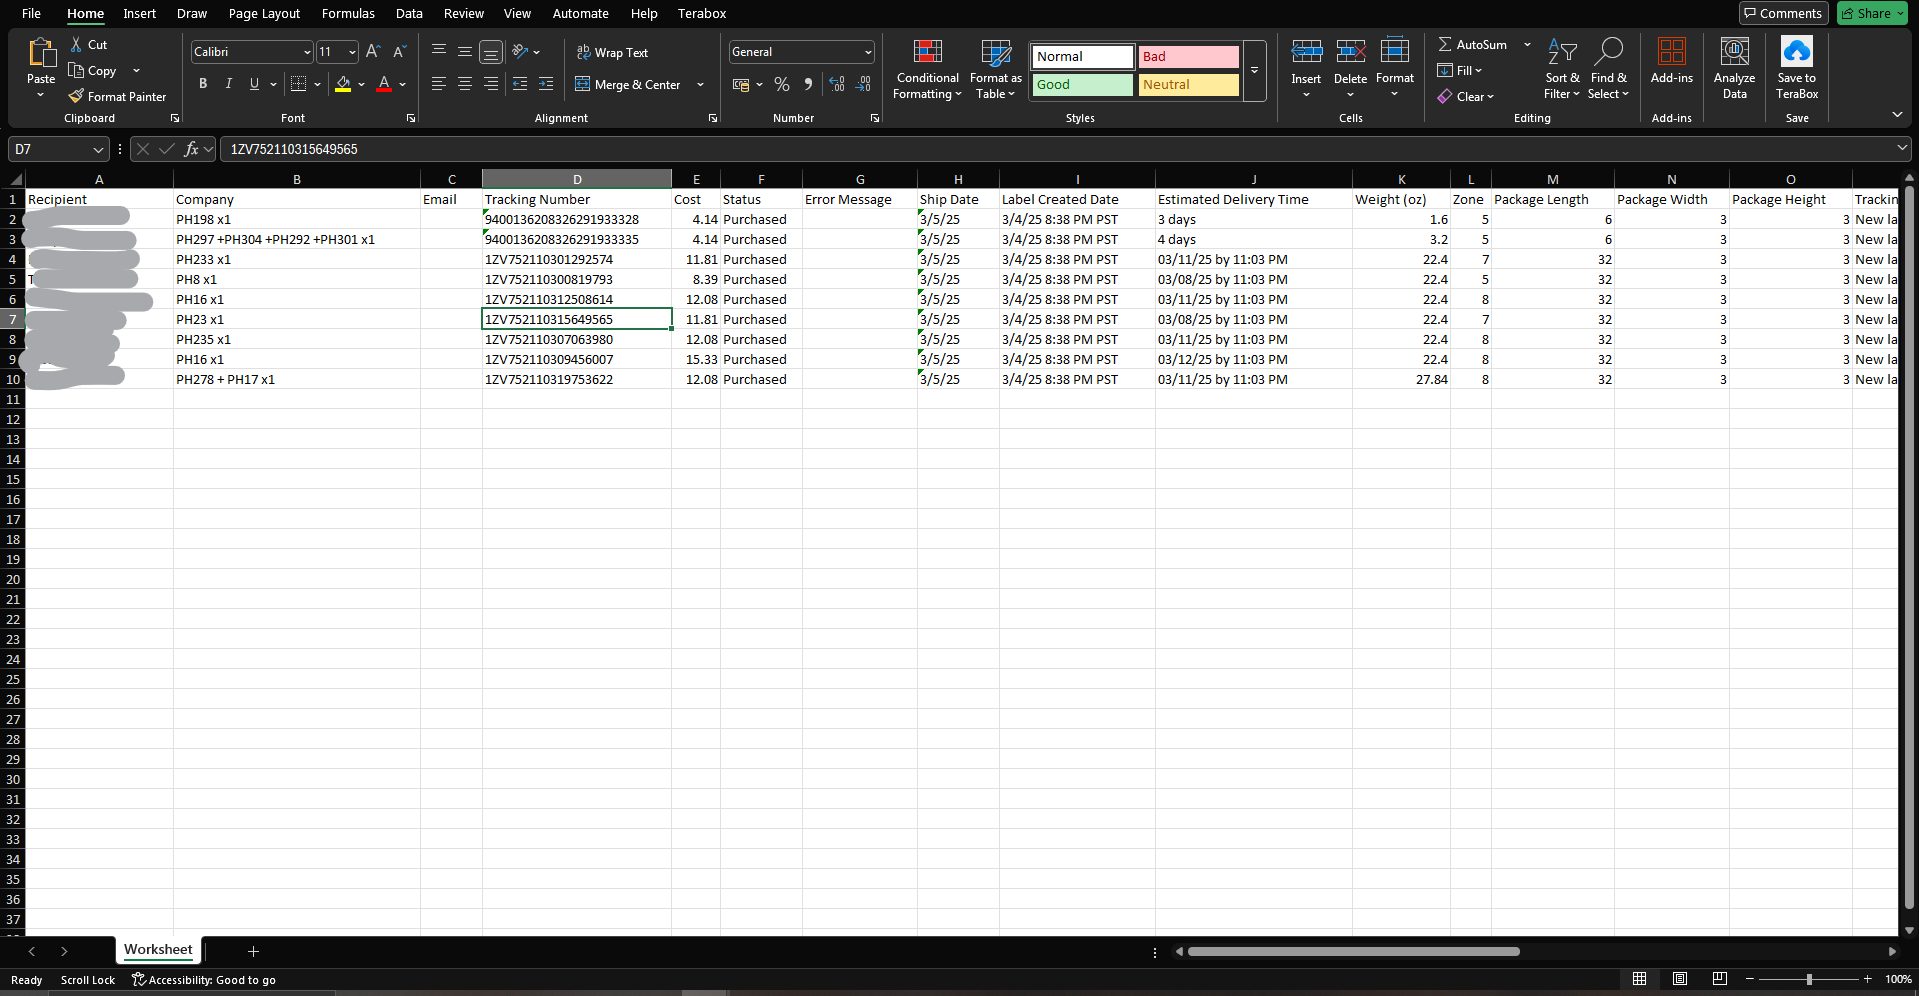 File Home Insert Draw Page Layout Formulas Data Review View Automate Help Terabox Comments Share
Paste Cut Copy Format Painter Clipboard
Calibri 11 B I U A Font
Wrap Text Merge & Center Alignment
General % Number
Conditional Formatting Format as Table Normal Bad Good Neutral Styles
Insert Delete Format Cells
AutoSum Fill Clear Sort & Filter Find & Select Editing
Add-ins Add-ins
Analyze Data
Save to TeraBox Save
D7 fx 1ZV752110315649565
A B C D E F G H I J K L M N O
1 Recipient Company Email Tracking Number Cost Status Error Message Ship Date Label Created Date Estimated Delivery Time Weight (oz) Zone Package Length Package Width Package Height Trackin
2 PH198 x1 9400136208326291933328 4.14 Purchased 3/5/25 3/4/25 8:38 PM PST 3 days 1.6 5 6 3 3 New la
3 PH297 +PH304 +PH292 +PH301 x1 9400136208326291933335 4.14 Purchased 3/5/25 3/4/25 8:38 PM PST 4 days 3.2 5 6 3 3 New la
4 PH233 x1 1ZV752110301292574 11.81 Purchased 3/5/25 3/4/25 8:38 PM PST 03/11/25 by 11:03 PM 22.4 7 32 3 3 New la
5 T PH8 x1 1ZV752110300819793 8.39 Purchased 3/5/25 3/4/25 8:38 PM PST 03/08/25 by 11:03 PM 22.4 5 32 3 3 New la
6 PH16 x1 1ZV752110312508614 12.08 Purchased 3/5/25 3/4/25 8:38 PM PST 03/11/25 by 11:03 PM 22.4 8 32 3 3 New la
7 PH23 x1 1ZV752110315649565 11.81 Purchased 3/5/25 3/4/25 8:38 PM PST 03/08/25 by 11:03 PM 22.4 7 32 3 3 New la
8 PH235 x1 1ZV752110307063980 12.08 Purchased 3/5/25 3/4/25 8:38 PM PST 03/11/25 by 11:03 PM 22.4 8 32 3 3 New la
9 PH16 x1 1ZV752110309456007 15.33 Purchased 3/5/25 3/4/25 8:38 PM PST 03/12/25 by 11:03 PM 22.4 8 32 3 3 New la
10 PH278 + PH17 x1 1ZV752110319753622 12.08 Purchased 3/5/25 3/4/25 8:38 PM PST 03/11/25 by 11:03 PM 27.84 8 32 3 3 New la
11
12
13
14
15
16
17
18
19
20
21
22
23
24
25
26
27
28
29
30
31
32
33
34
35
36
37
Worksheet
Ready Scroll Lock Accessibility: Good to go 100%